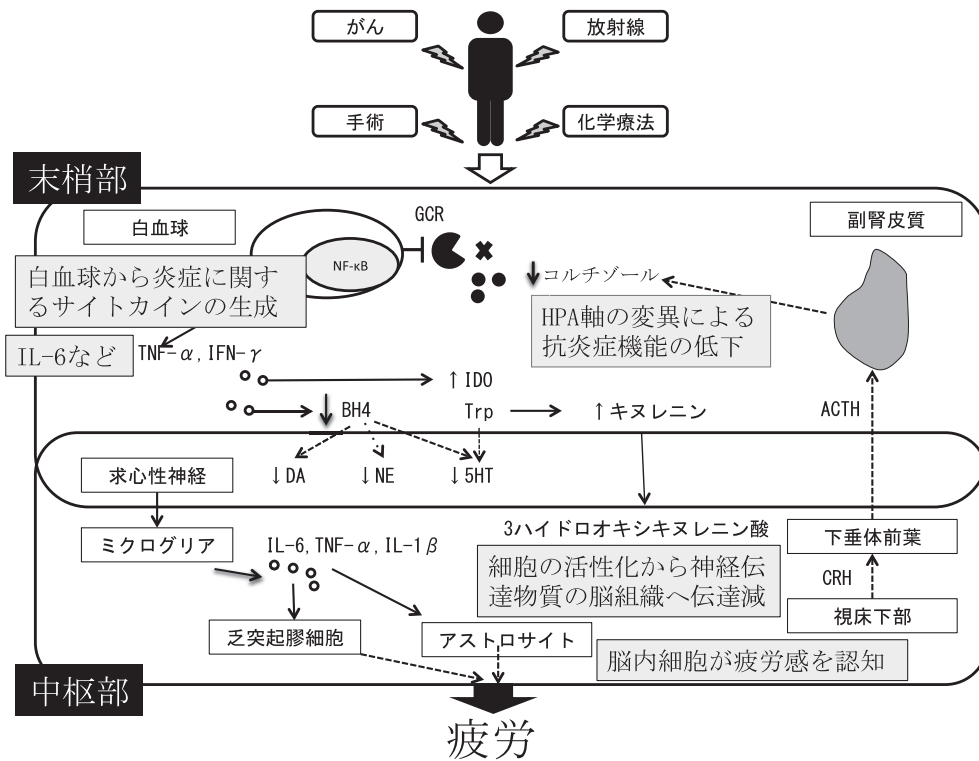 がん
放射線
手術
化学療法
末梢部
白血球
GCR
副腎皮質
NF-κB
白血球から炎症に関す
るサイトカインの生成
↓コルチゾール
HPA軸の変異による
抗炎症機能の低下
IL-6など
TNF-α, IFN-γ
↑IDO
↓BH4
Trp
↑キヌレニン
ACTH
求心性神経
↓DA
↓NE
↓5HT
3ハイドロオキシキヌレニン酸
下垂体前葉
ミクログリア
IL-6, TNF-α, IL-1β
細胞の活性化から神経伝
達物質の脳組織へ伝達減
CRH
視床下部
乏突起膠細胞
アストロサイト
脳内細胞が疲労感を認知
中枢部
疲労